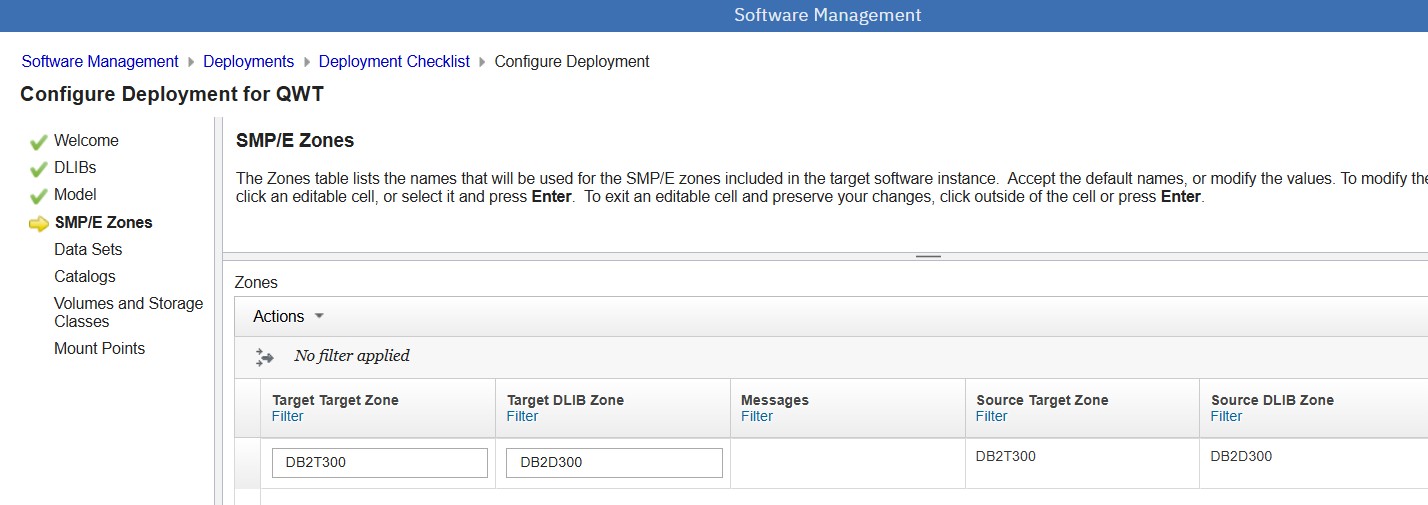 Software Management
Software Management Deployments Deployment Checklist Configure Deployment
Configure Deployment for QWT
Welcome
DLIBs
Model
SMP/E Zones
Data Sets
Catalogs
Volumes and Storage
Classes
Mount Points
SMP/E Zones
The Zones table lists the names that will be used for the SMP/E zones included in the target software instance. Accept the default names, or modify the values. To modify the
click an editable cell, or select it and press Enter. To exit an editable cell and preserve your changes, click outside of the cell or press Enter.
Zones
Actions
No filter applied
Target Target Zone Target DLIB Zone Messages Source Target Zone Source DLIB Zone
Filter Filter Filter Filter Filter
DB2T300 DB2D300 DB2T300 DB2D300